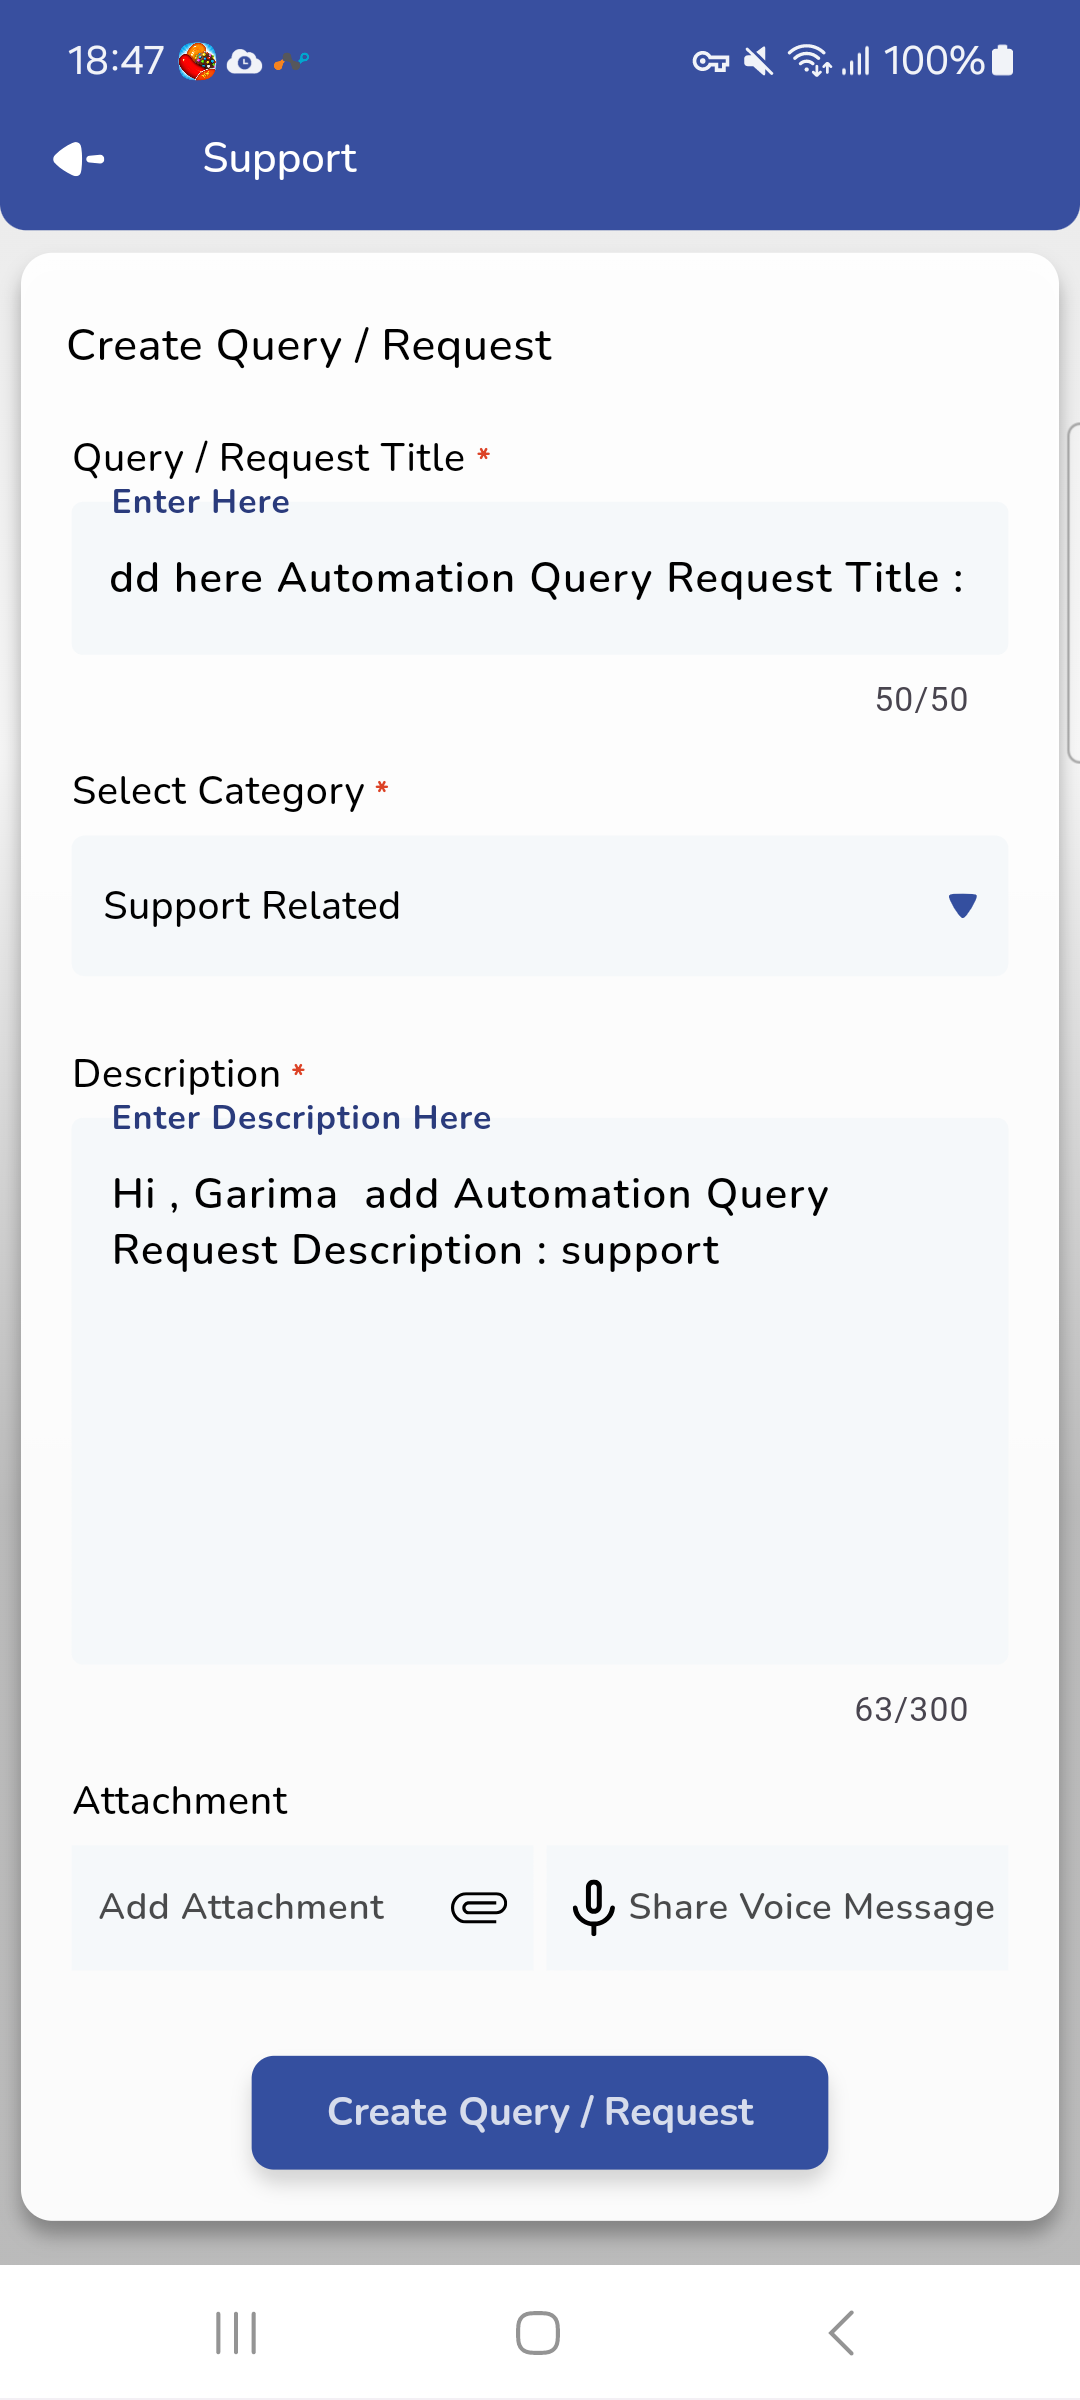 18:47
100%
Support
Create Query / Request
Query / Request Title *
Enter Here
dd here Automation Query Request Title :
50/50
Select Category *
Support Related
Description *
Enter Description Here
Hi , Garima  add Automation Query
Request Description : support
63/300
Attachment
Add Attachment
Share Voice Message
Create Query / Request